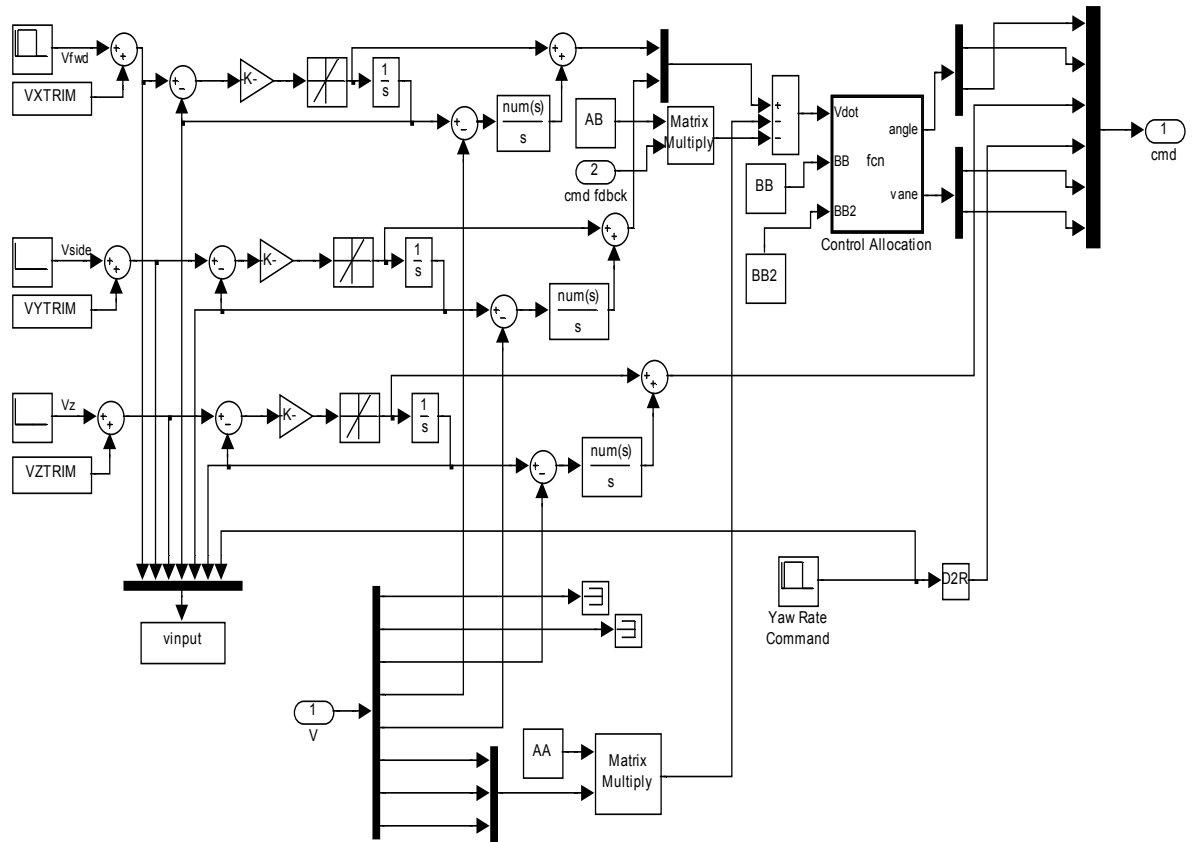 Vfwd
VXTRIM
K-
1
s
num(s)
s
AB
Matrix
Multiply
2
cmd fdbck
Vdot
BB
BB2
fcn
angle
vane
Control Allocation
BB
BB2
1
cmd
Vside
VYTRIM
K-
1
s
num(s)
s
Vz
VZTRIM
K-
1
s
num(s)
s
vinput
Yaw Rate
Command
D2R
1
V
AA
Matrix
Multiply